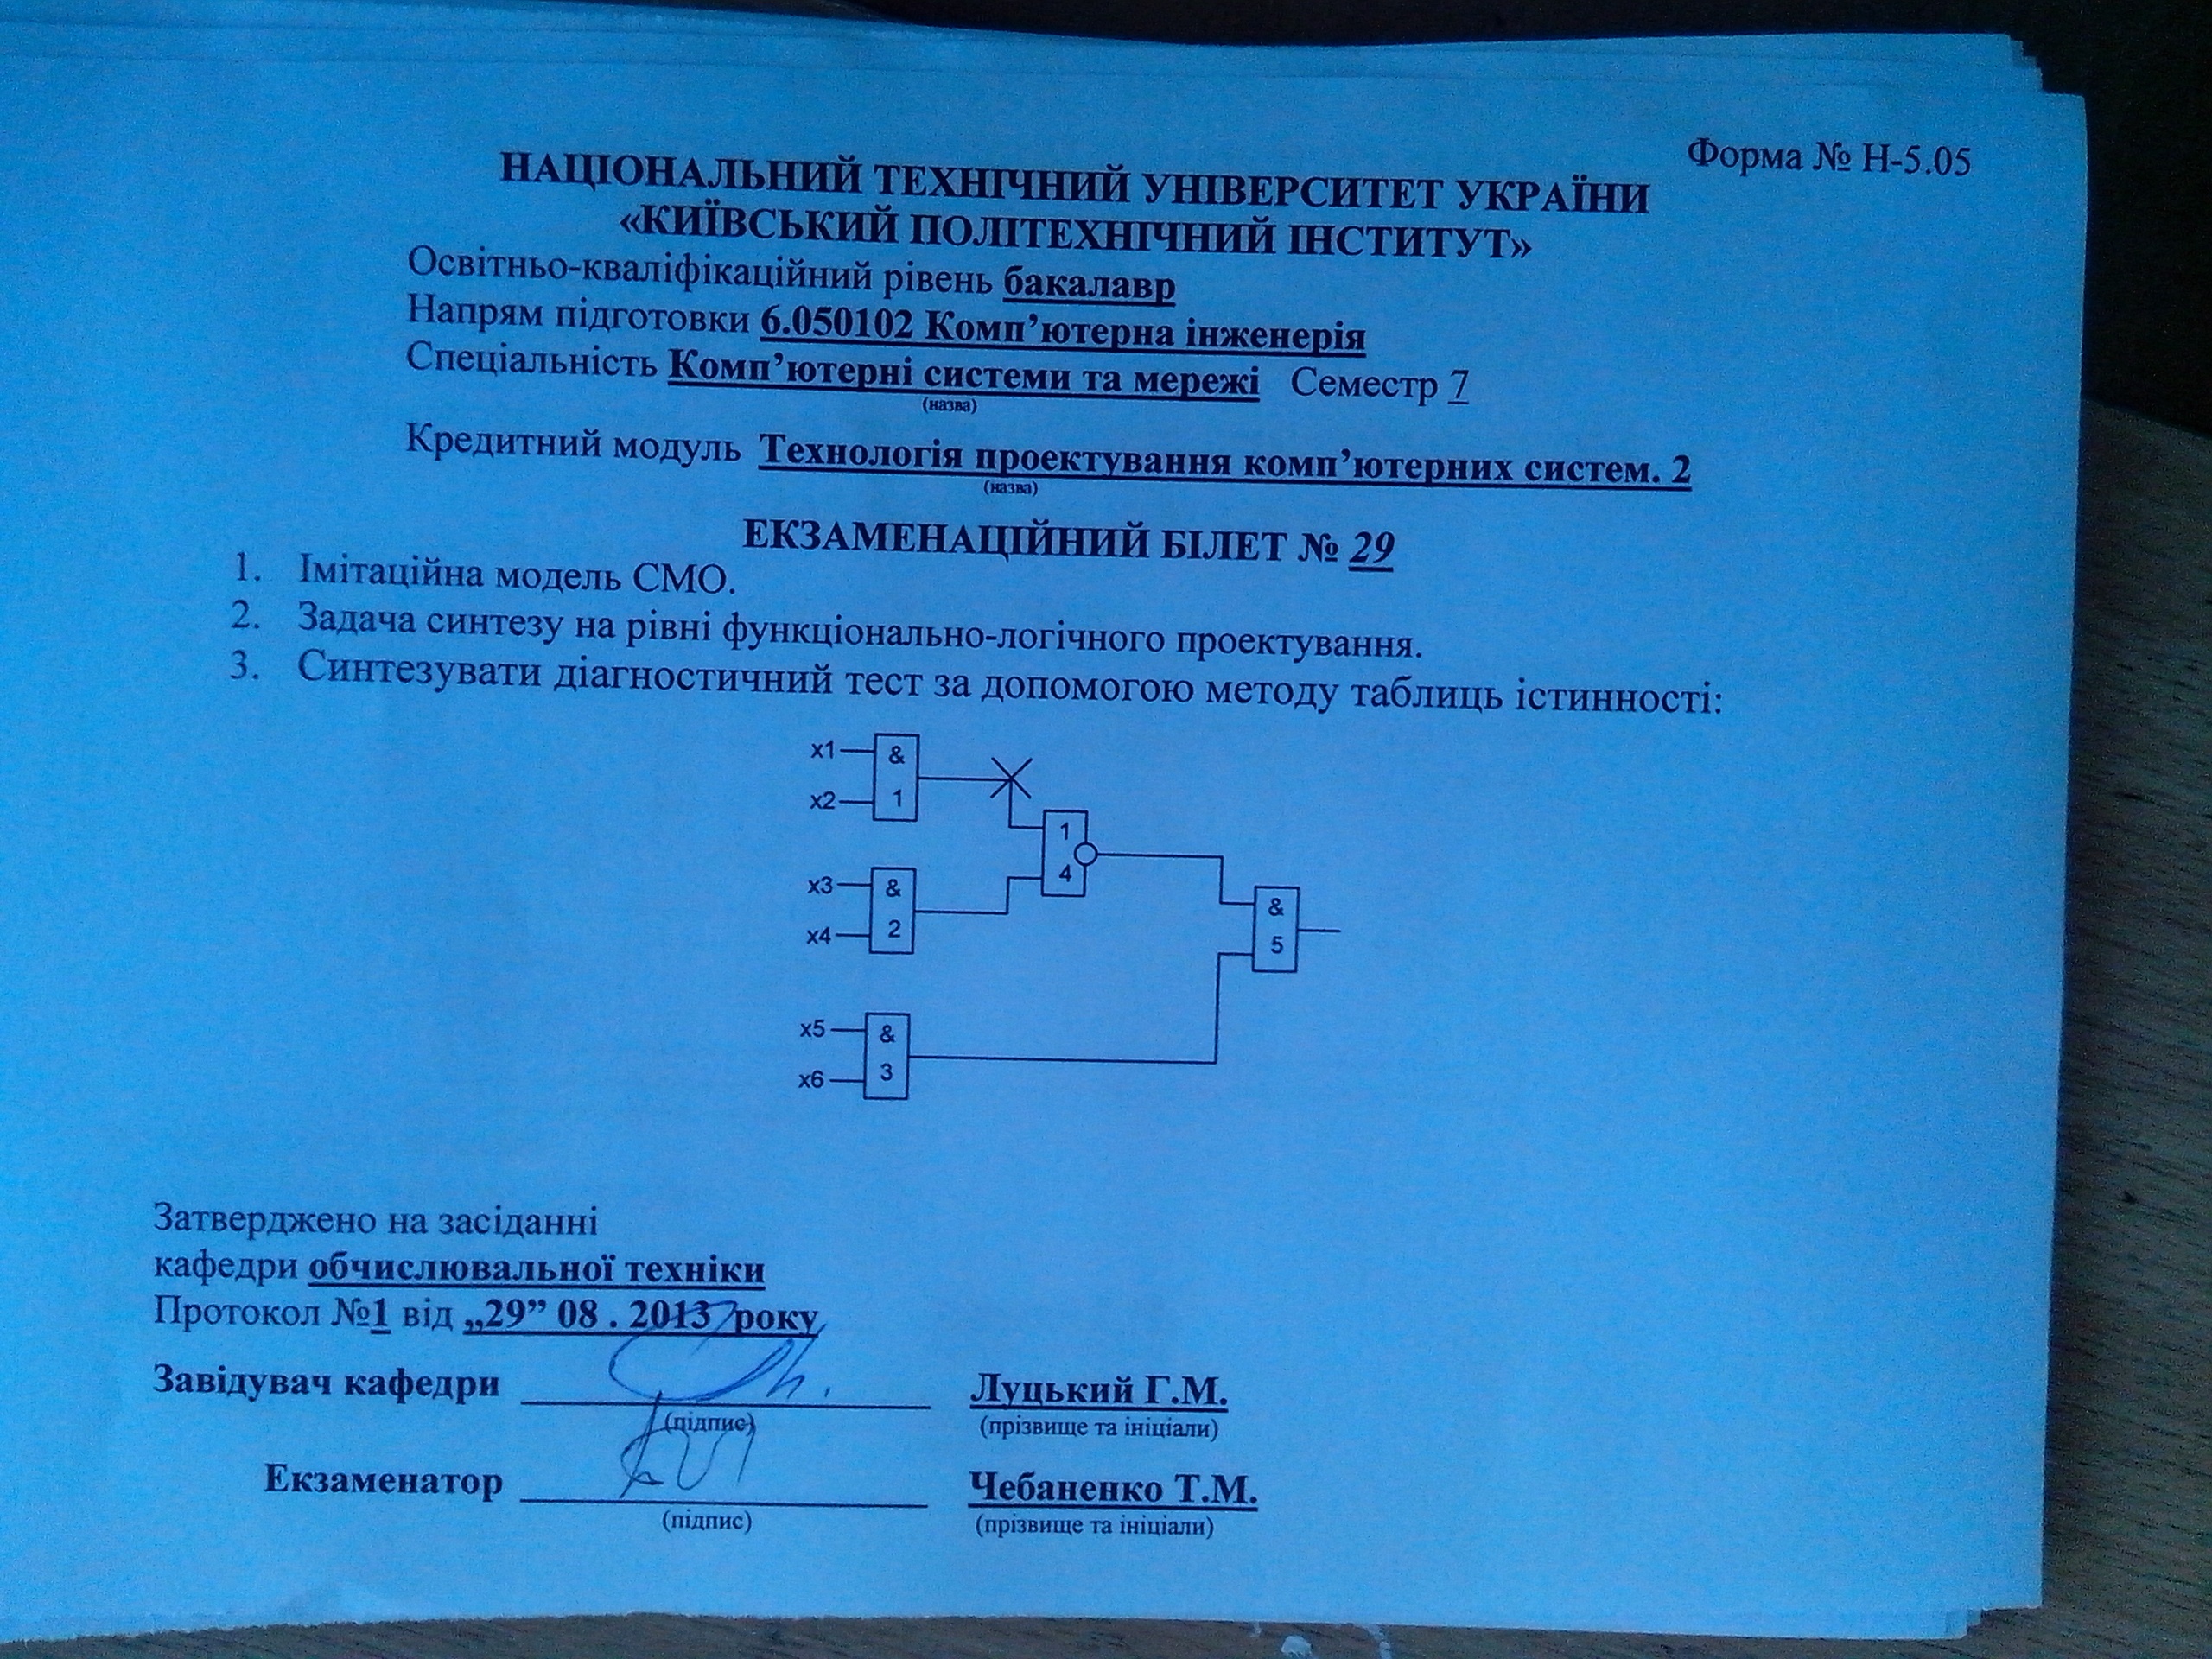 Форма № Н-5.05
НАЦІОНАЛЬНИЙ ТЕХНІЧНИЙ УНІВЕРСИТЕТ УКРАЇНИ
«КИЇВСЬКИЙ ПОЛІТЕХНІЧНИЙ ІНСТИТУТ»
Освітньо-кваліфікаційний рівень бакалавр
Напрям підготовки 6.050102 Комп’ютерна інженерія
Спеціальність Комп’ютерні системи та мережі Семестр 7
(назва)
Кредитний модуль Технологія проектування комп’ютерних систем. 2
(назва)
ЕКЗАМЕНАЦІЙНИЙ БІЛЕТ № 29
1. Імітаційна модель СМО.
2. Задача синтезу на рівні функціонально-логічного проектування.
3. Синтезувати діагностичний тест за допомогою методу таблиць істинності:
x1 &
x2 1
1
4
x3 &
x4 2
&
5
x5 &
x6 3
Затверджено на засіданні
кафедри обчислювальної техніки
Протокол №1 від „29” 08 . 2013 року
Завідувач кафедри Луцький Г.М.
(підпис) (прізвище та ініціали)
Екзаменатор Чебаненко Т.М.
(підпис) (прізвище та ініціали)